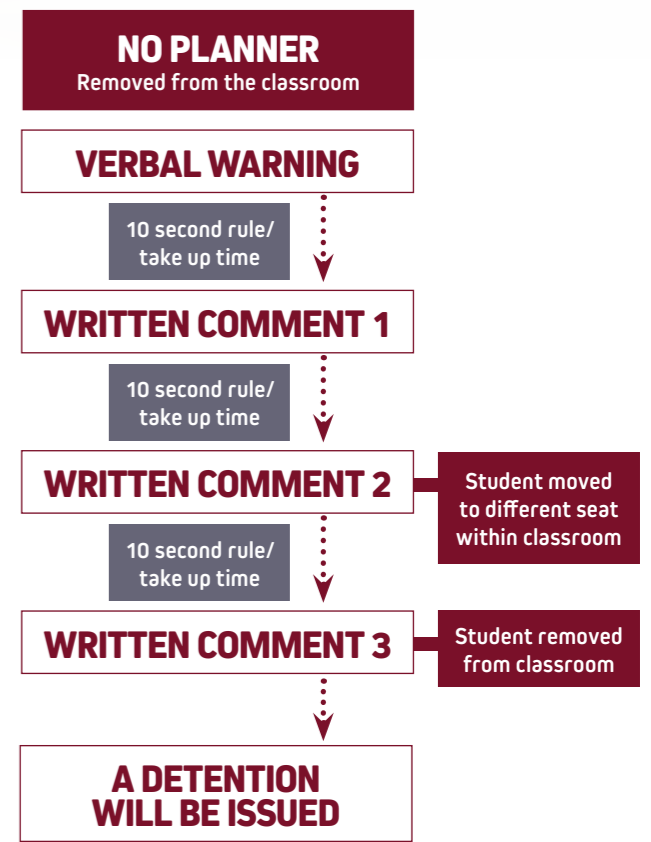 NO PLANNER
Removed from the classroom
VERBAL WARNING
10 second rule/
take up time
WRITTEN COMMENT 1
10 second rule/
take up time
WRITTEN COMMENT 2
Student moved
to different seat
within classroom
10 second rule/
take up time
WRITTEN COMMENT 3
Student removed
from classroom
A DETENTION
WILL BE ISSUED